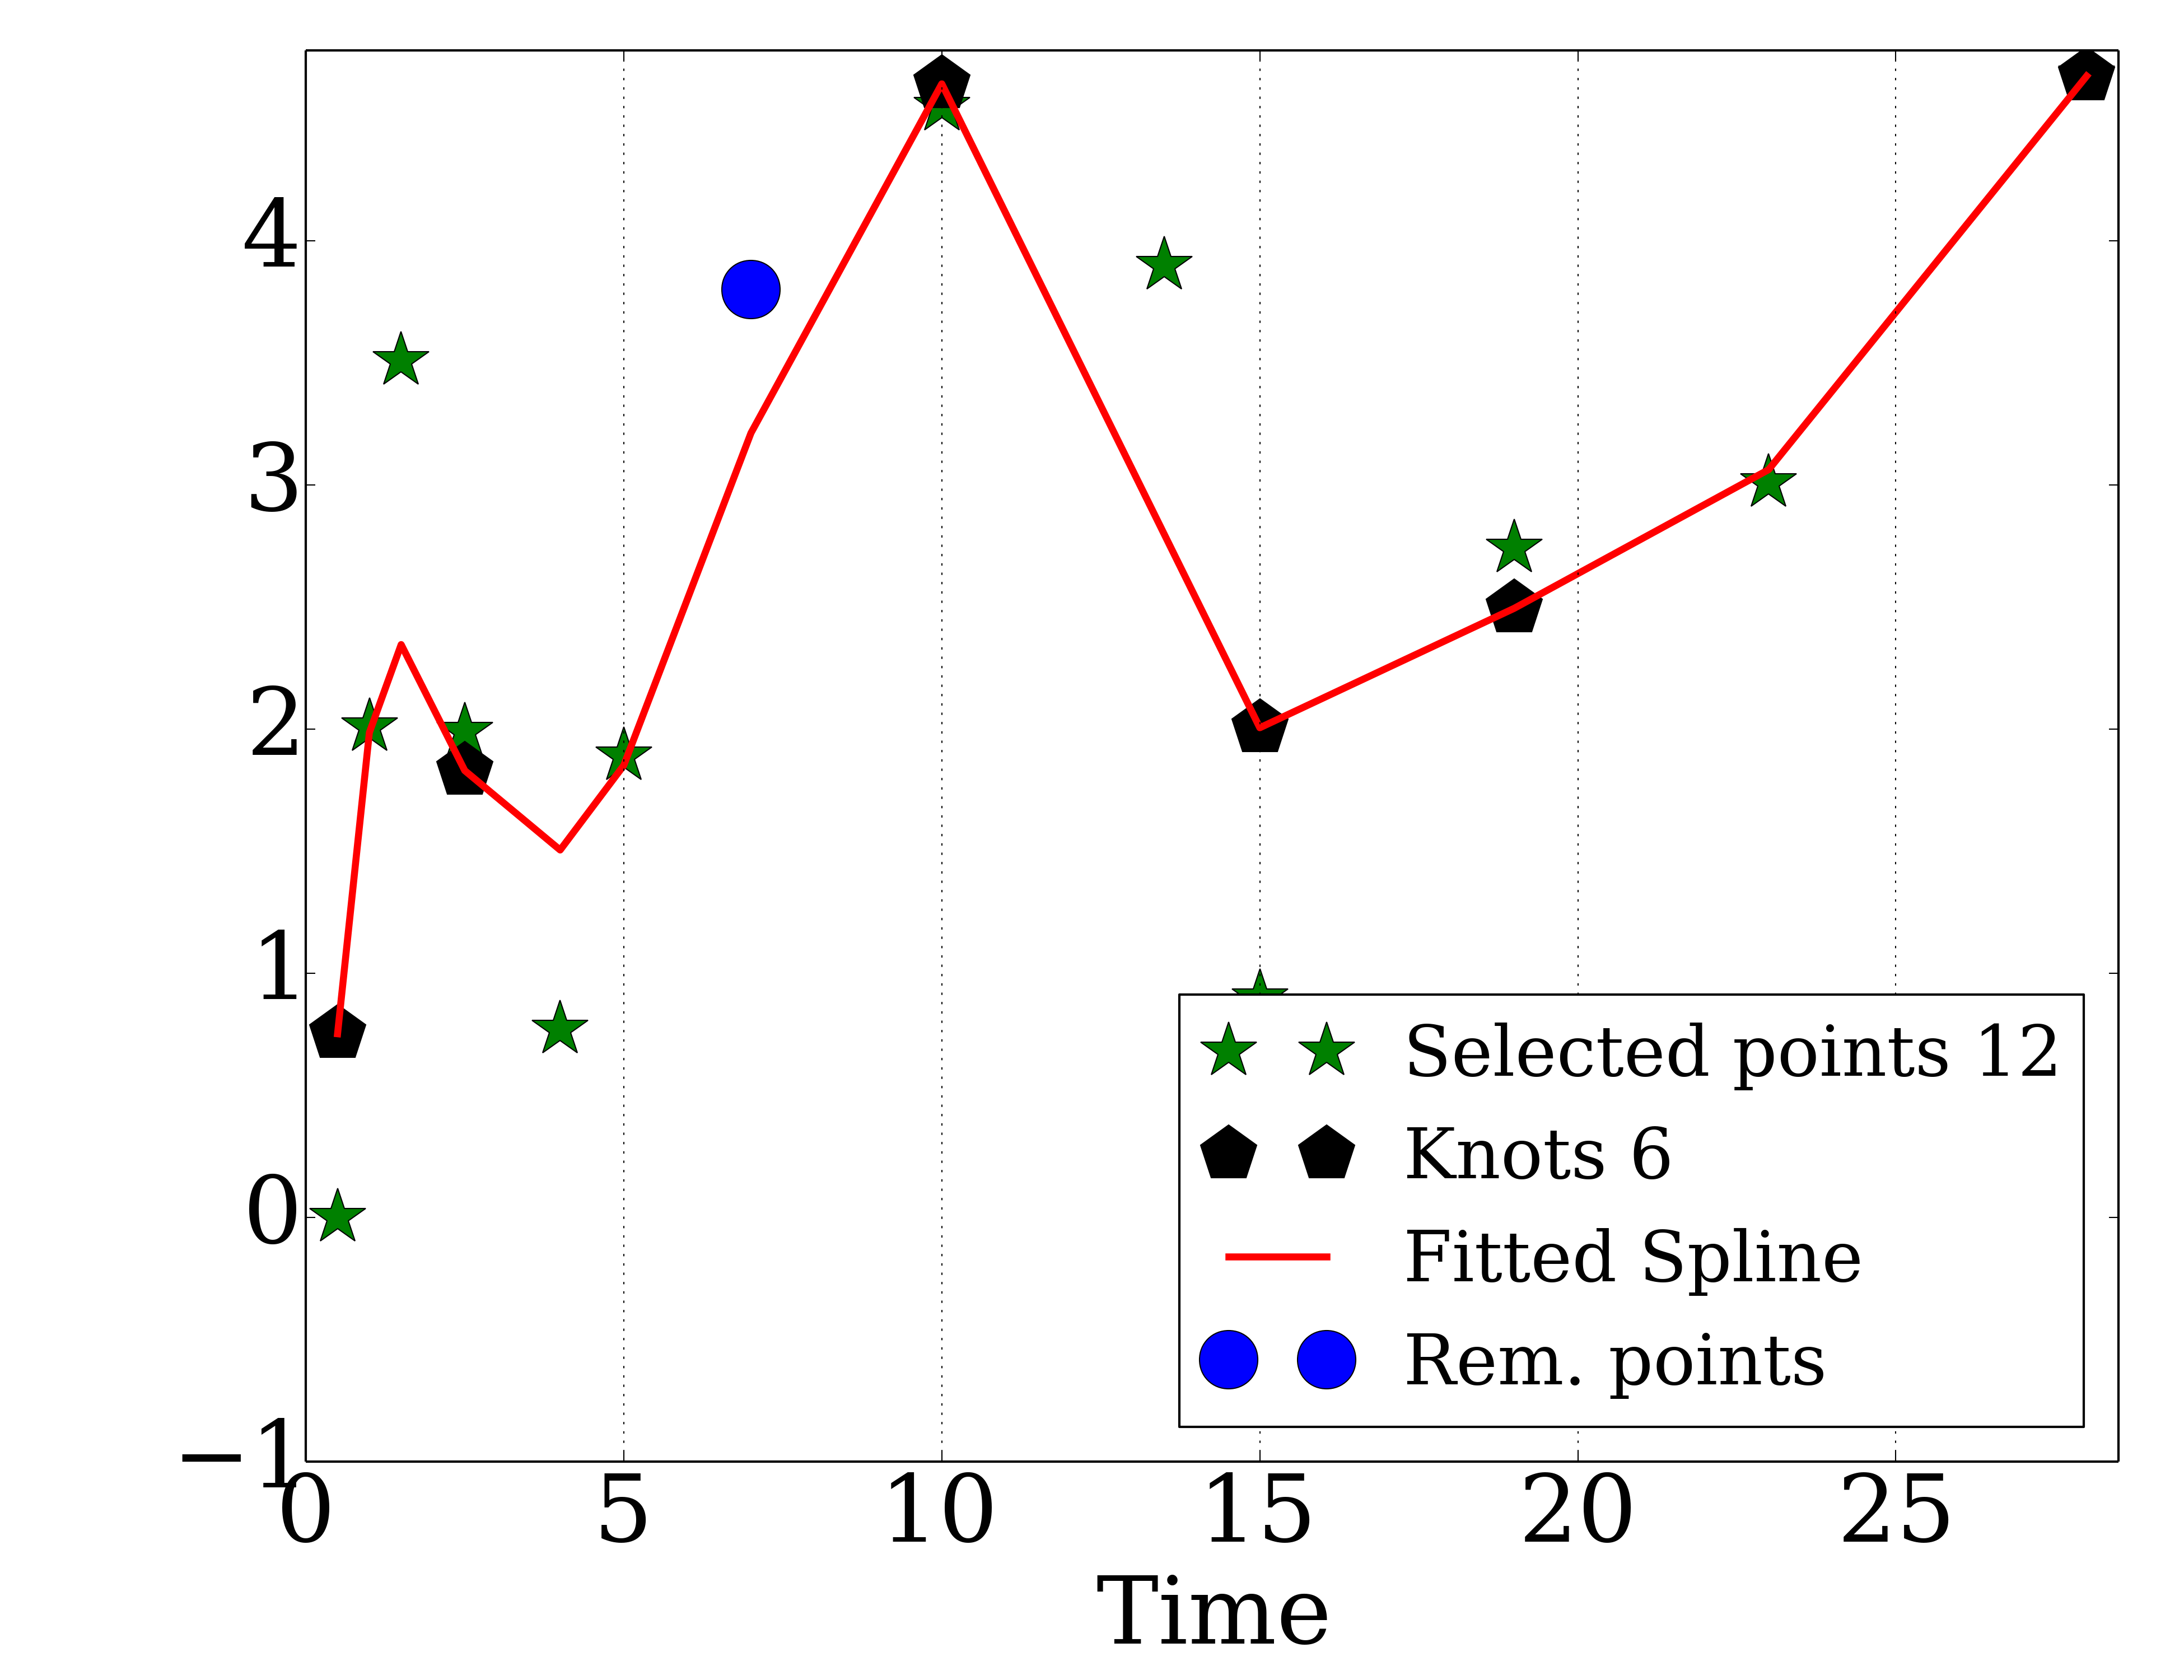 4
3
2
1
0
−1
0 5 10 15 20 25
Time
Selected points 12
Knots 6
Fitted Spline
Rem. points